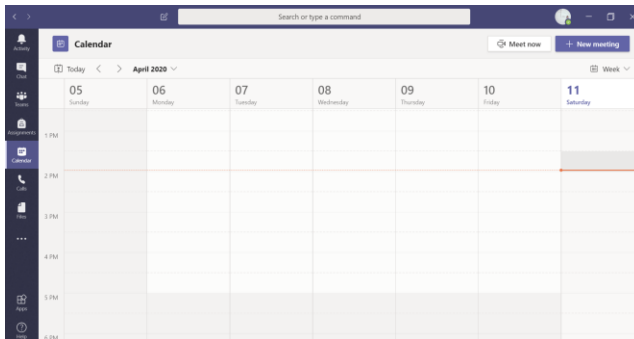 Search or type a command
Activity
Chat
Teams
Assignments
Calendar
Calls
Files
Apps
Help
Calendar
Meet now
+ New meeting
Today
April 2020
Week
05
Sunday
06
Monday
07
Tuesday
08
Wednesday
09
Thursday
10
Friday
11
Saturday
1 PM
2 PM
3 PM
4 PM
5 PM
6 PM